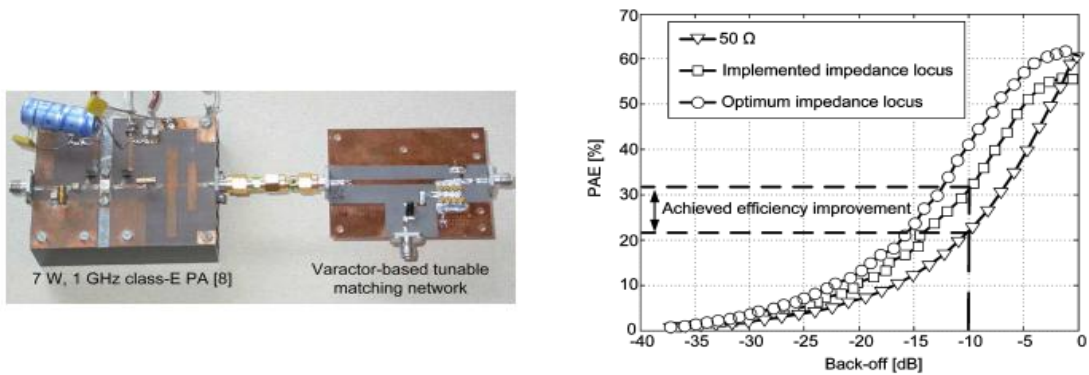 7 W, 1 GHz class-E PA [8]
Varactor-based tunable
matching network
70
60
50
40
30
20
10
0
PAE [%]
50 Ω
Implemented impedance locus
Optimum impedance locus
Achieved efficiency improvement
-40
-35
-30
-25
-20
-15
-10
-5
0
Back-off [dB]